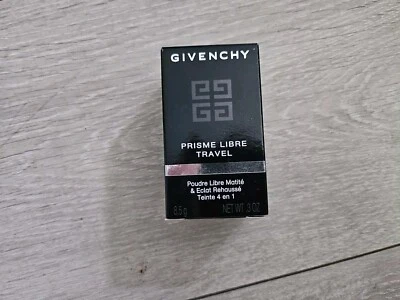 GIVENCHY
PRISME LIBRE
TRAVEL
Poudre Libre Matité
& Eclat Rehaussé
Teinte 4 en 1
8.5g NET WT .3 OZ